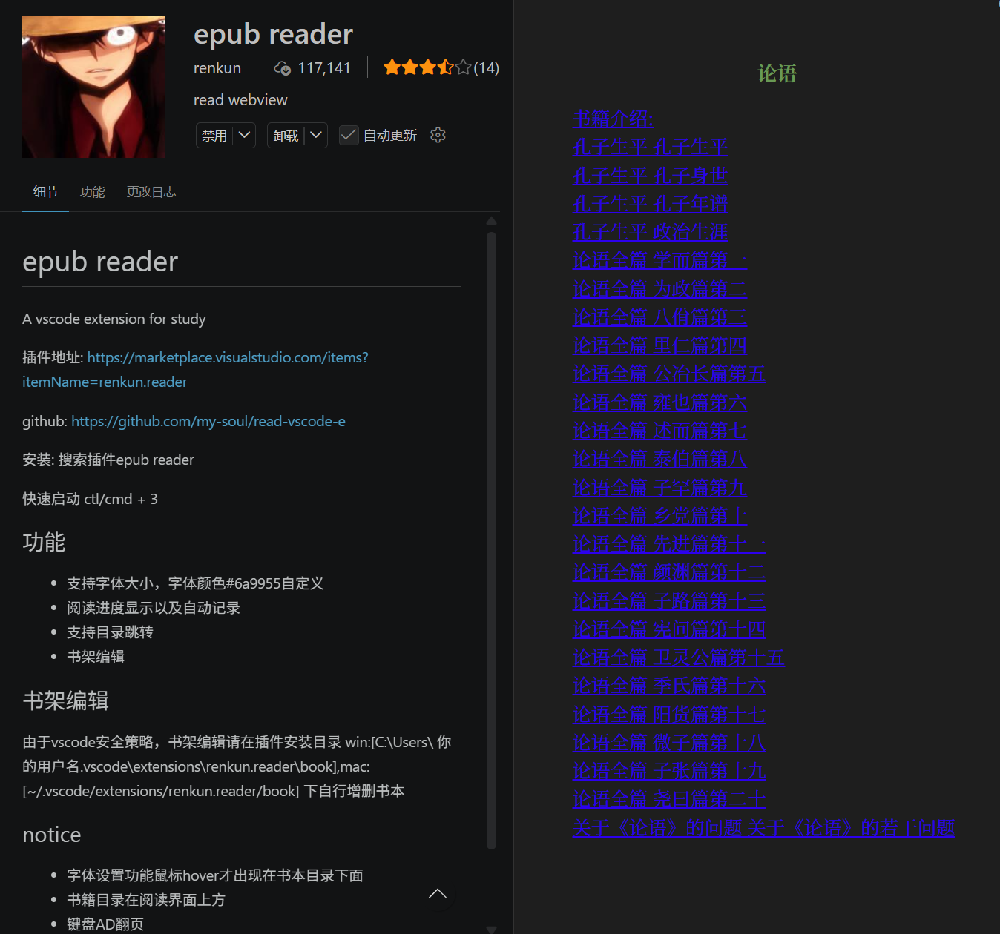 epub reader
renkun
117,141
(14)
read webview
禁用
卸载
自动更新
细节
功能
更改日志
epub reader
A vscode extension for study
插件地址: https://marketplace.visualstudio.com/items?
itemName=renkun.reader
github: https://github.com/my-soul/read-vscode-e
安装: 搜索插件epub reader
快速启动 ctl/cmd + 3
功能
支持字体大小，字体颜色#6a9955自定义
阅读进度显示以及自动记录
支持目录跳转
书架编辑
书架编辑
由于vscode安全策略，书架编辑请在插件安装目录 win:[C:\Users\ 你
的用户名.vscode\extensions\renkun.reader\book],mac:
[~/.vscode/extensions/renkun.reader/book] 下自行增删书本
notice
字体设置功能鼠标hover才出现在书本目录下面
书籍目录在阅读界面上方
键盘AD翻页
论语
书籍介绍:
孔子生平 孔子生平
孔子生平 孔子身世
孔子生平 孔子年谱
孔子生平 政治生涯
论语全篇 学而篇第一
论语全篇 为政篇第二
论语全篇 八佾篇第三
论语全篇 里仁篇第四
论语全篇 公冶长篇第五
论语全篇 雍也篇第六
论语全篇 述而篇第七
论语全篇 泰伯篇第八
论语全篇 子罕篇第九
论语全篇 乡党篇第十
论语全篇 先进篇第十一
论语全篇 颜渊篇第十二
论语全篇 子路篇第十三
论语全篇 宪问篇第十四
论语全篇 卫灵公篇第十五
论语全篇 季氏篇第十六
论语全篇 阳货篇第十七
论语全篇 微子篇第十八
论语全篇 子张篇第十九
论语全篇 尧曰篇第二十
关于《论语》的问题 关于《论语》的若干问题